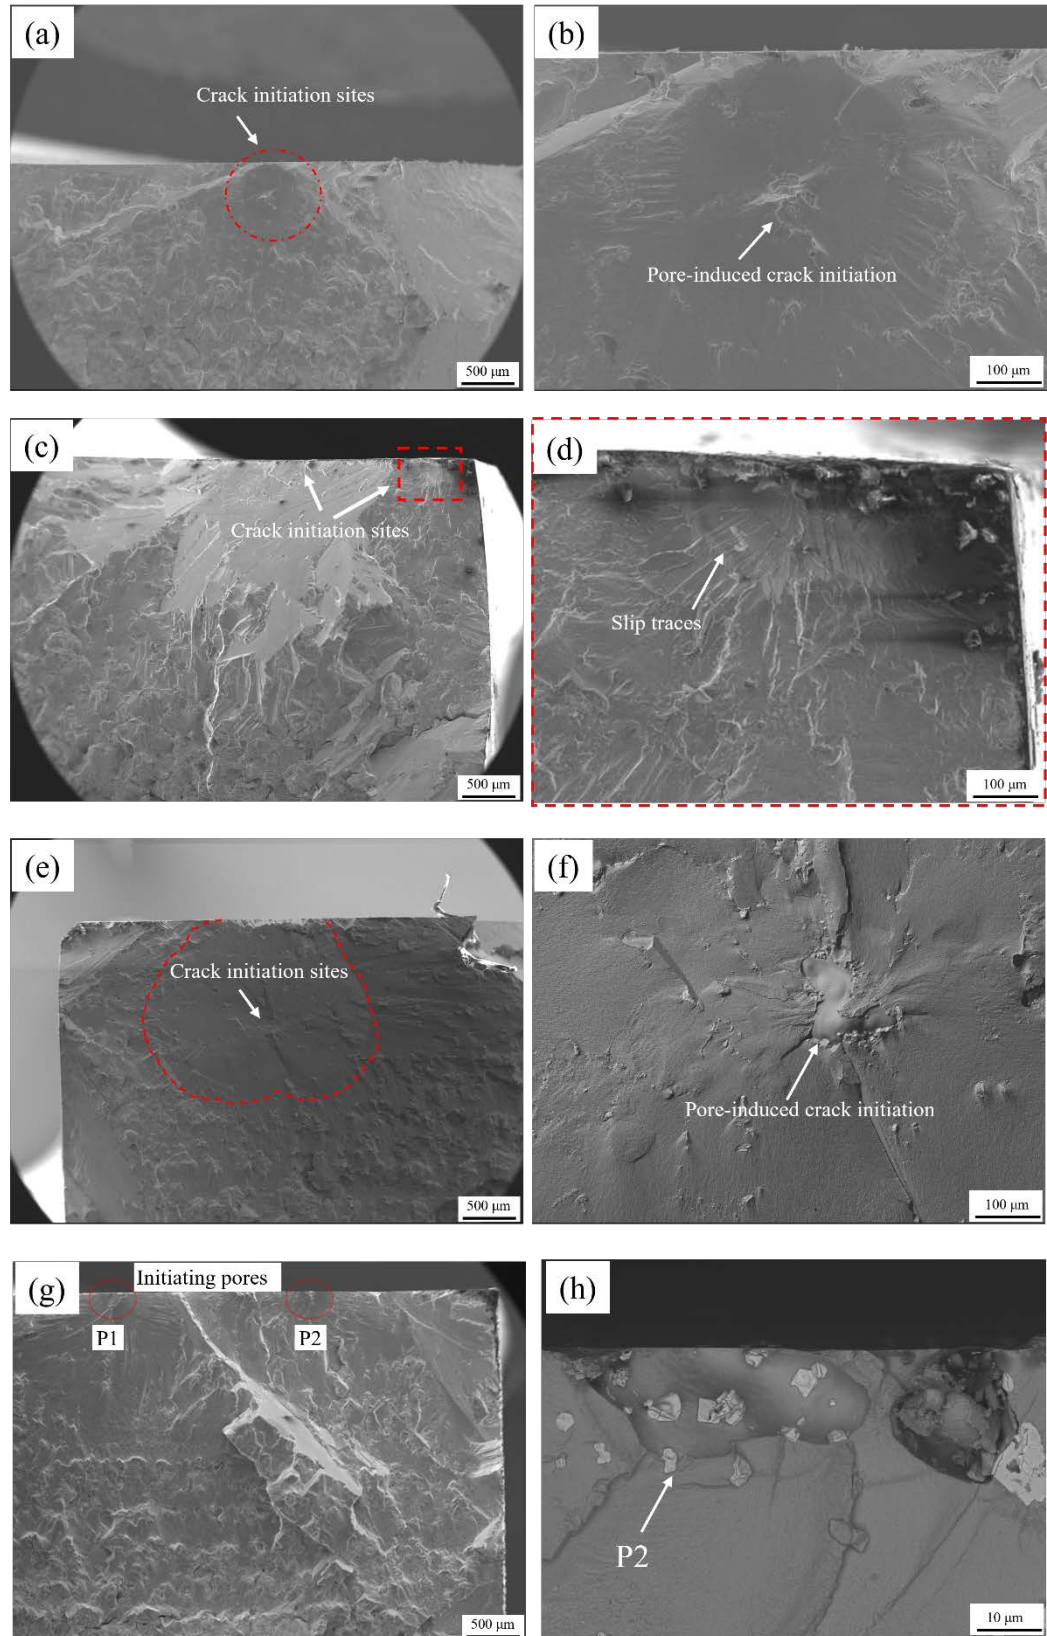 (a)
Crack initiation sites
500 μm
(b)
Pore-induced crack initiation
100 μm
(c)
Crack initiation sites
500 μm
(d)
Slip traces
100 μm
(e)
Crack initiation sites
500 μm
(f)
Pore-induced crack initiation
100 μm
(g)
Initiating pores
P1
P2
500 μm
(h)
P2
10 μm